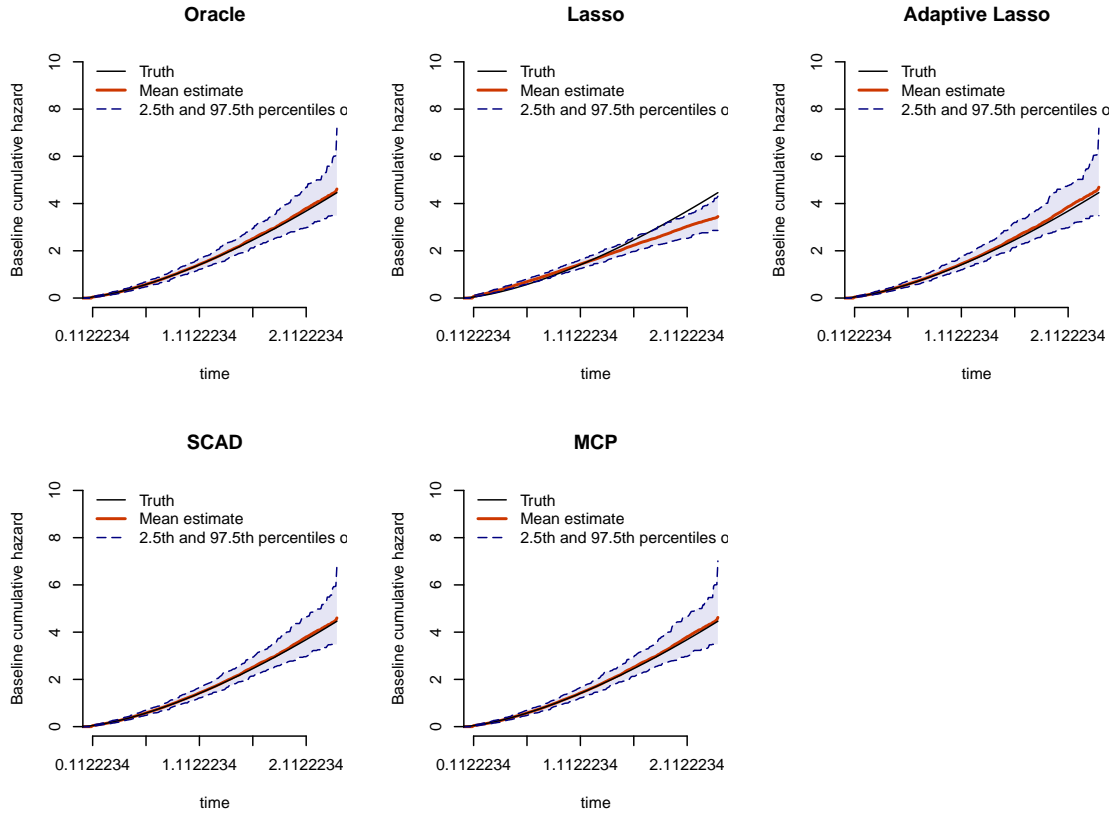 Oracle
Baseline cumulative hazard
10
8
6
4
2
0
Truth
Mean estimate
2.5th and 97.5th percentiles o
0.1122234
1.1122234
2.1122234
time
Lasso
Baseline cumulative hazard
10
8
6
4
2
0
Truth
Mean estimate
2.5th and 97.5th percentiles o
0.1122234
1.1122234
2.1122234
time
Adaptive Lasso
Baseline cumulative hazard
10
8
6
4
2
0
Truth
Mean estimate
2.5th and 97.5th percentiles o
0.1122234
1.1122234
2.1122234
time
SCAD
Baseline cumulative hazard
10
8
6
4
2
0
Truth
Mean estimate
2.5th and 97.5th percentiles o
0.1122234
1.1122234
2.1122234
time
MCP
Baseline cumulative hazard
10
8
6
4
2
0
Truth
Mean estimate
2.5th and 97.5th percentiles o
0.1122234
1.1122234
2.1122234
time